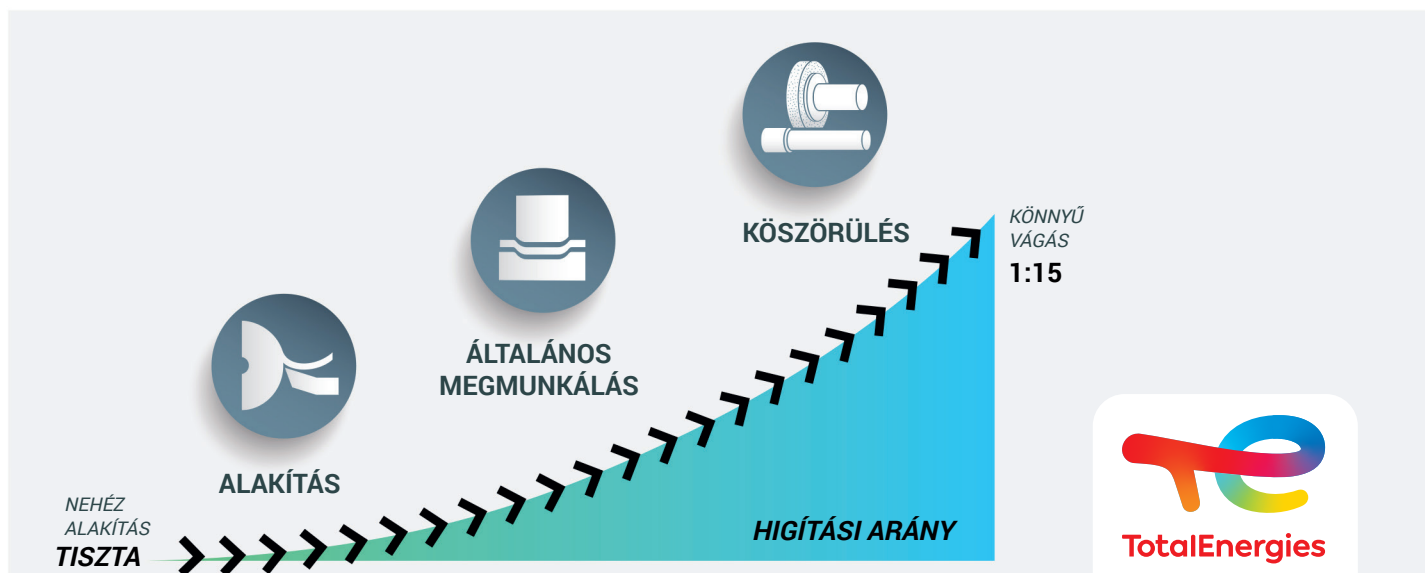 KÖSZÖRÜLÉS
KÖNNYŰ
VÁGÁS
1:15
ÁLTALÁNOS
MEGMUNKÁLÁS
ALAKÍTÁS
NEHÉZ
ALAKÍTÁS
TISZTA
HIGÍTÁSI ARÁNY
TotalEnergies